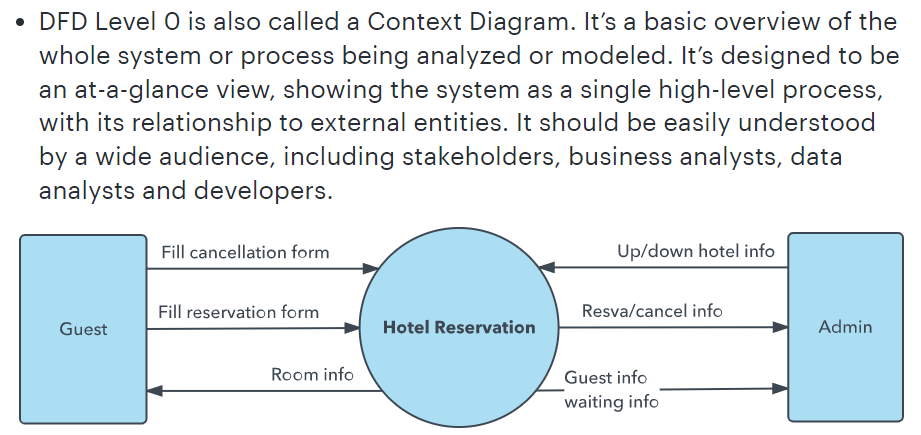 • DFD Level 0 is also called a Context Diagram. It’s a basic overview of the
whole system or process being analyzed or modeled. It’s designed to be
an at-a-glance view, showing the system as a single high-level process,
with its relationship to external entities. It should be easily understood
by a wide audience, including stakeholders, business analysts, data
analysts and developers.
Fill cancellation form
Up/down hotel info
Fill reservation form
Resva/cancel info
Guest
Hotel Reservation
Admin
Room info
Guest info
waiting info